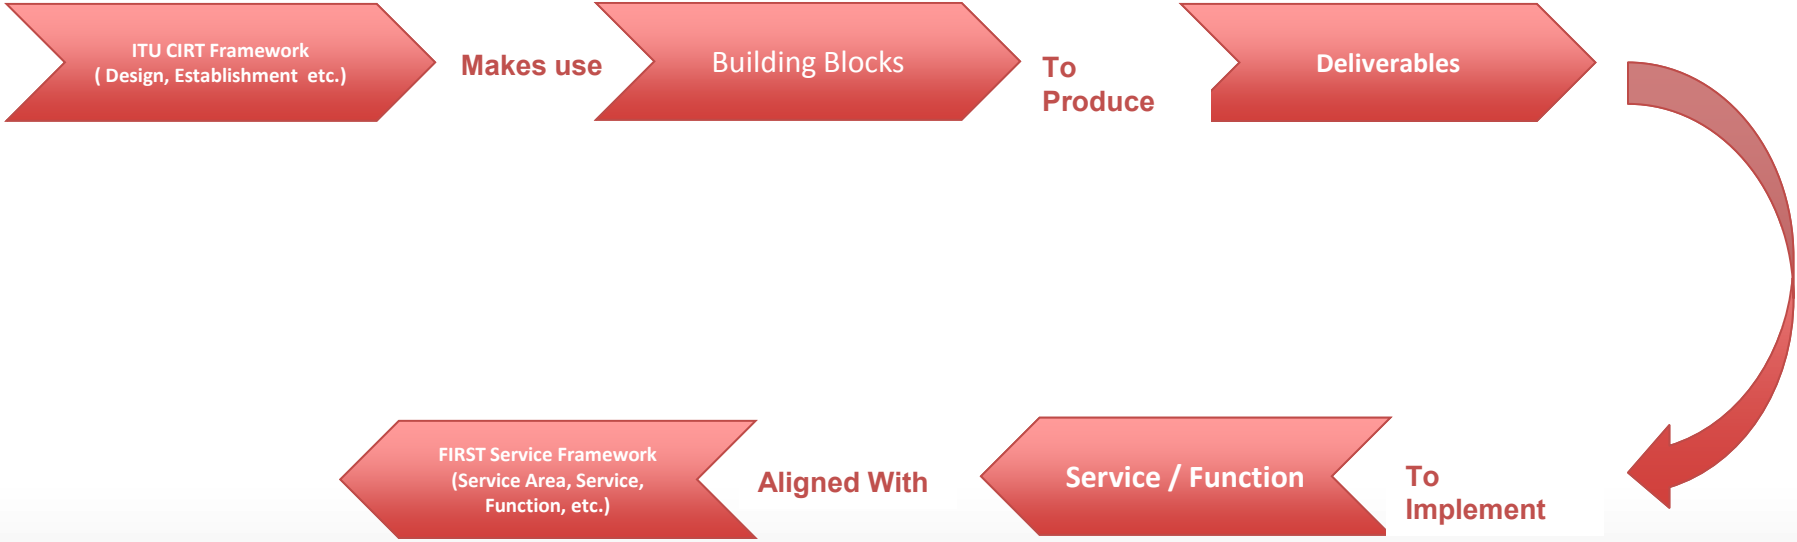 ITU CIRT Framework
( Design, Establishment etc.)
Makes use
Building Blocks
To
Produce
Deliverables
To
Implement
Service / Function
Aligned With
FIRST Service Framework
(Service Area, Service,
Function, etc.)